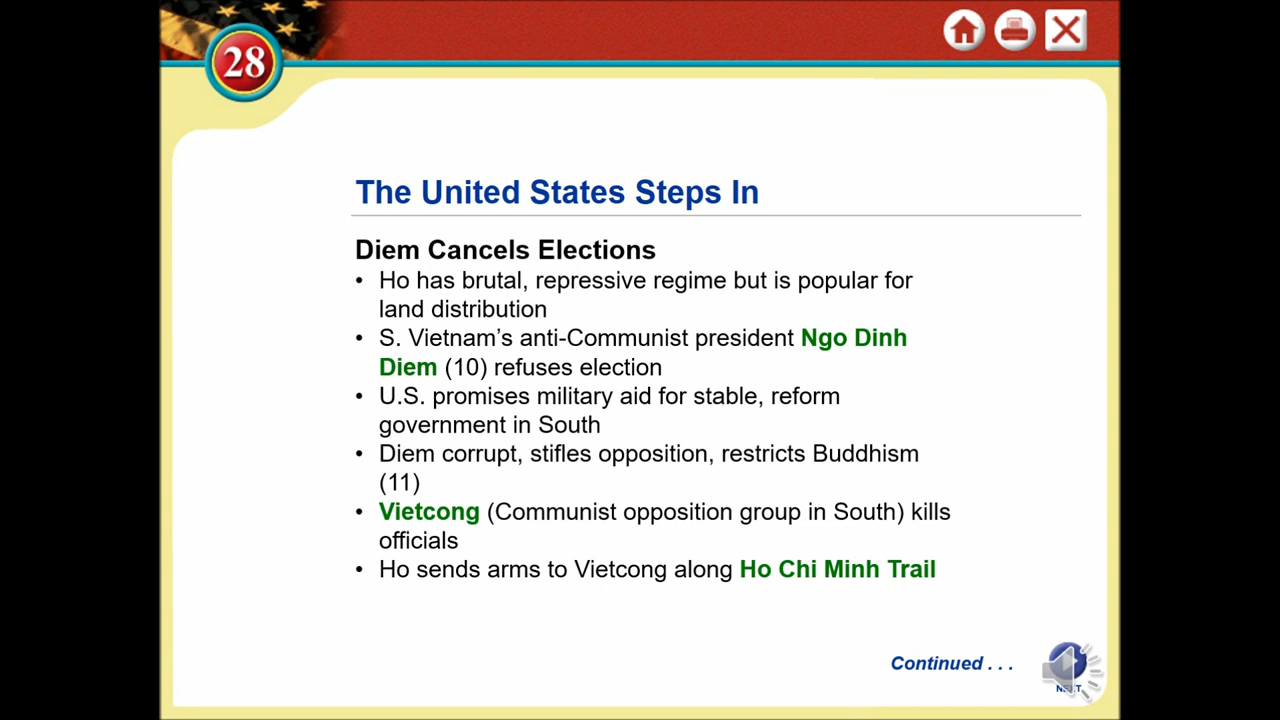 28
The United States Steps In
Diem Cancels Elections
• Ho has brutal, repressive regime but is popular for
land distribution
• S. Vietnam's anti-Communist president Ngo Dinh
Diem (10) refuses election
• U.S. promises military aid for stable, reform
government in South
• Diem corrupt, stifles opposition, restricts Buddhism
(11)
• Vietcong (Communist opposition group in South) kills
officials
• Ho sends arms to Vietcong along Ho Chi Minh Trail
Continued . . .